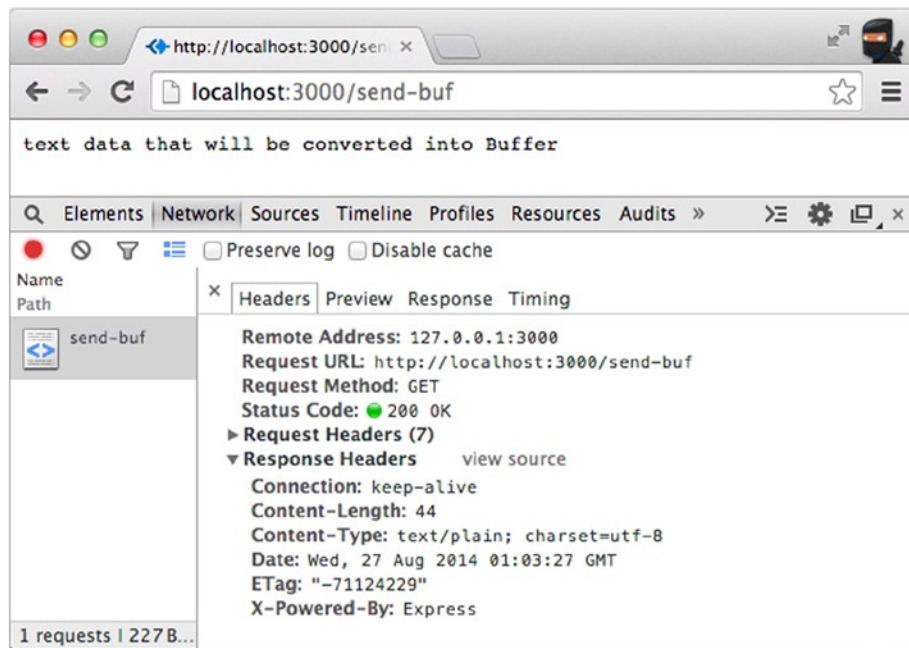 http://localhost:3000/sen
localhost:3000/send-buf
text data that will be converted into Buffer
Elements Network Sources Timeline Profiles Resources Audits »
Preserve log Disable cache
Name
Path
× Headers Preview Response Timing
send-buf
Remote Address: 127.0.0.1:3000
Request URL: http://localhost:3000/send-buf
Request Method: GET
Status Code: 200 OK
Request Headers (7)
Response Headers view source
Connection: keep-alive
Content-Length: 44
Content-Type: text/plain; charset=utf-8
Date: Wed, 27 Aug 2014 01:03:27 GMT
ETag: "-71124229"
X-Powered-By: Express
1 requests | 227 B...